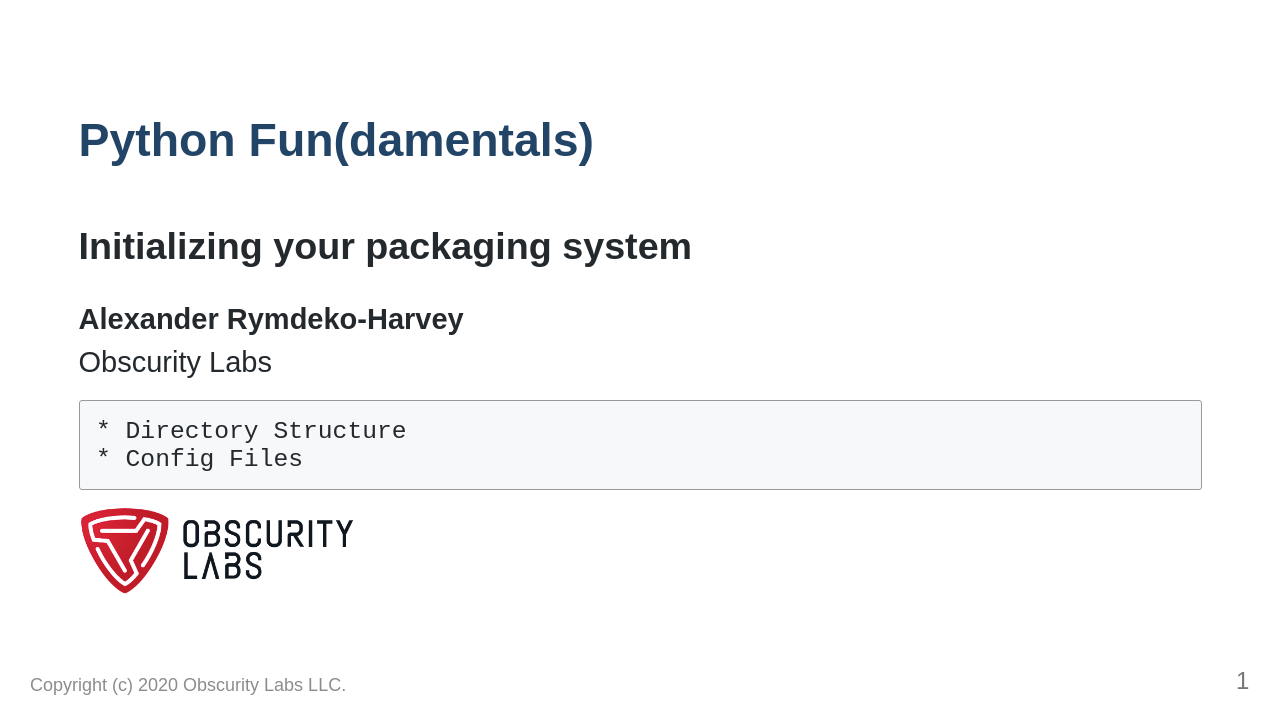 Python Fun(damentals)
Initializing your packaging system
Alexander Rymdeko-Harvey
Obscurity Labs
* Directory Structure
* Config Files
OBSCURITY
LABS
Copyright (c) 2020 Obscurity Labs LLC.
1